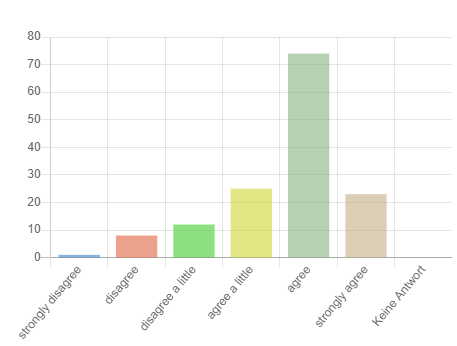 80
70
60
50
40
30
20
10
0
strongly disagree
disagree
disagree a little
agree a little
agree
strongly agree
Keine Antwort